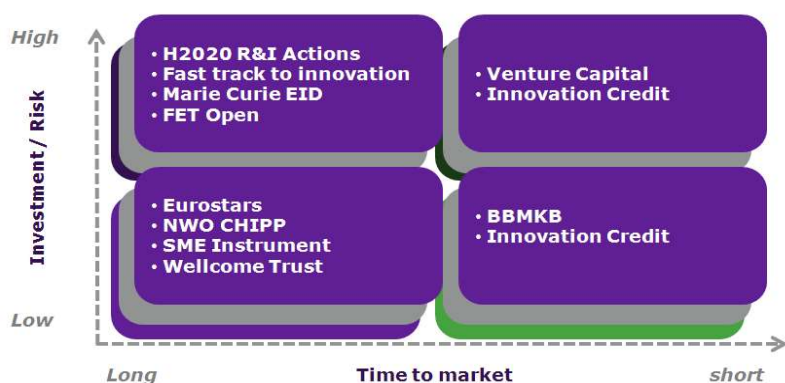 High
• H2020 R&I Actions
• Fast track to innovation
• Marie Curie EID
• FET Open
• Venture Capital
• Innovation Credit
Investment / Risk
• Eurostars
• NWO CHIPP
• SME Instrument
• Wellcome Trust
• BBMKB
• Innovation Credit
Low
Long
Time to market
short